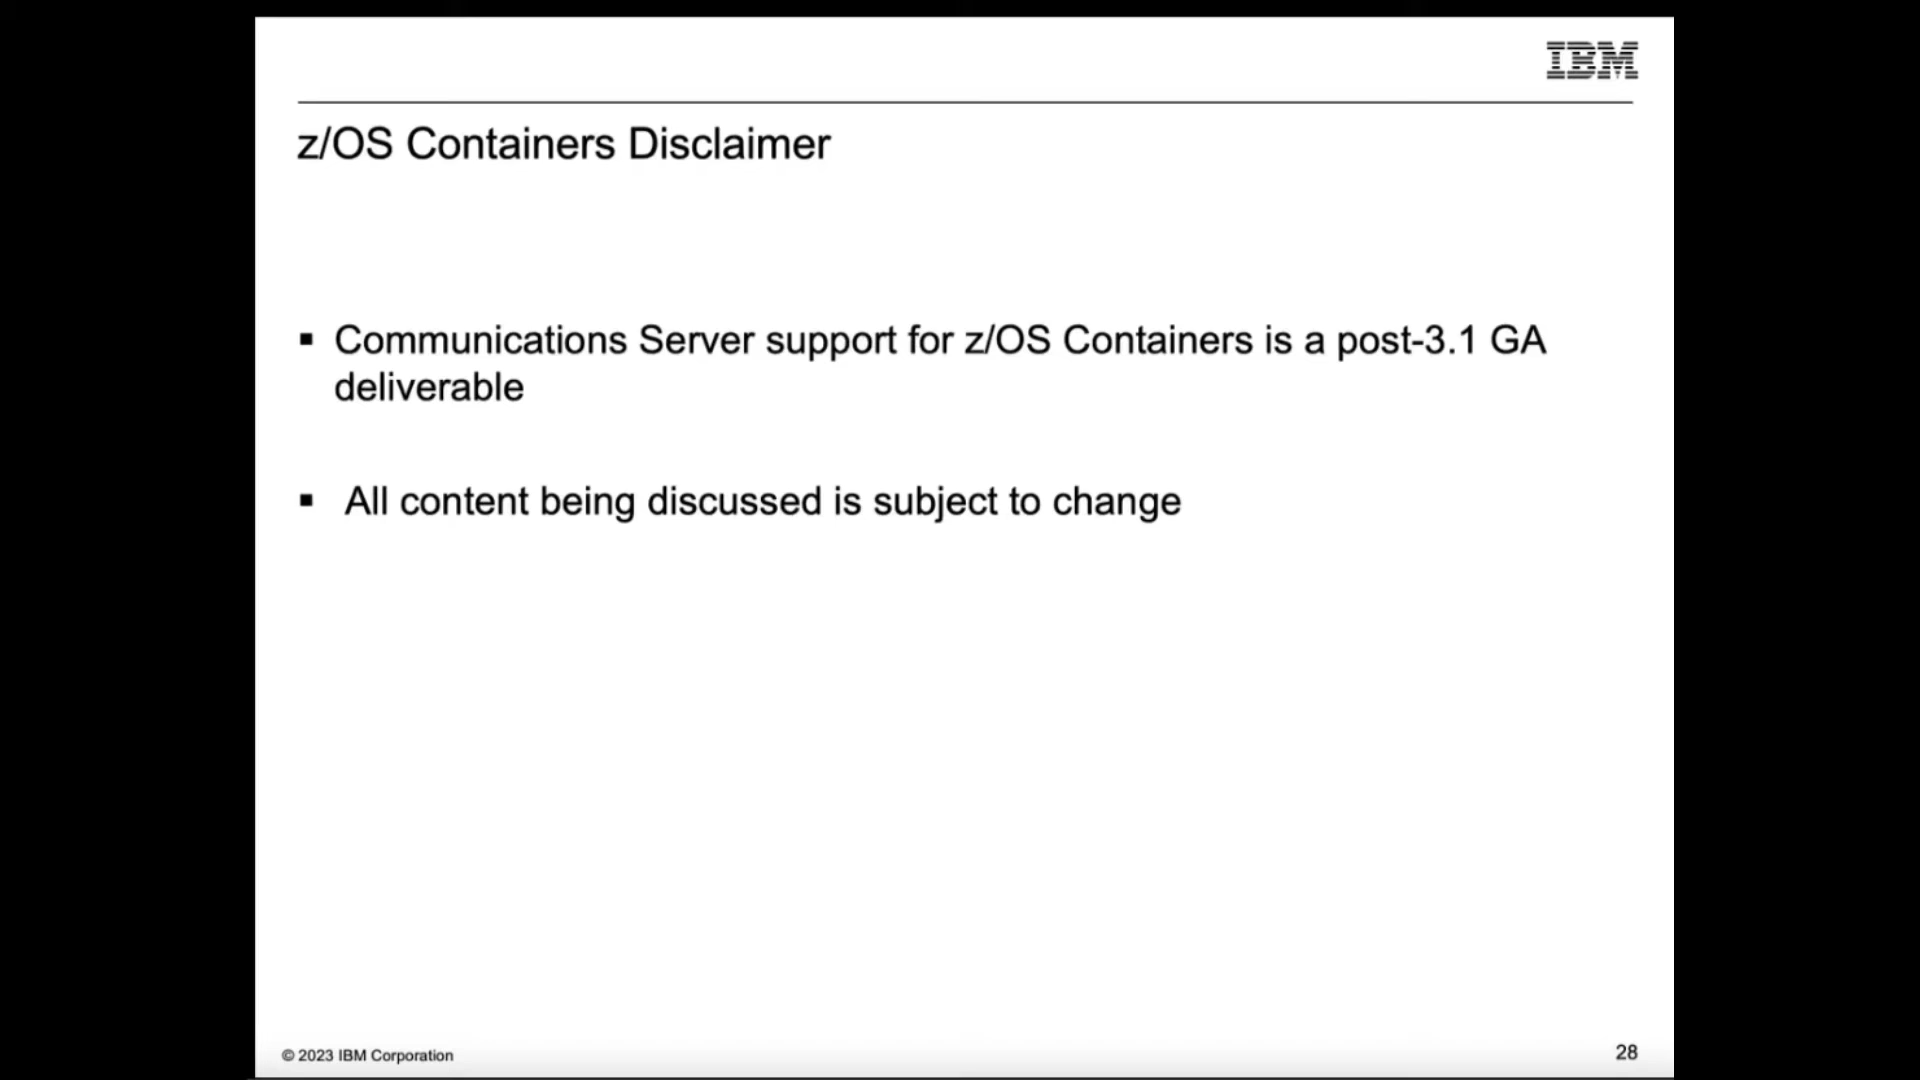 IBM
z/OS Containers Disclaimer
▪ Communications Server support for z/OS Containers is a post-3.1 GA
deliverable
▪ All content being discussed is subject to change
© 2023 IBM Corporation
28